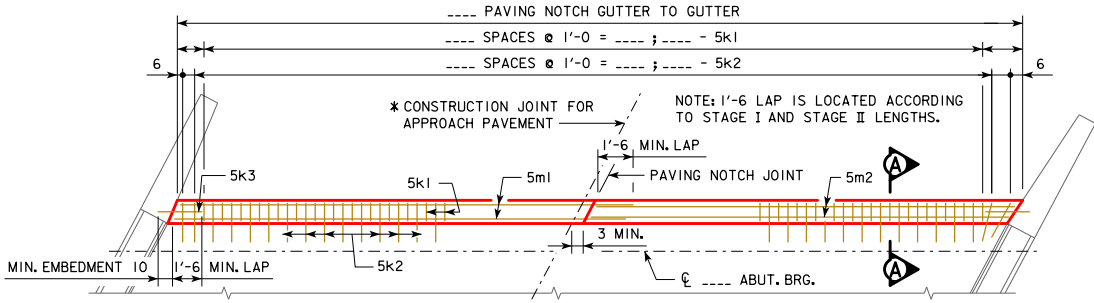 ____ PAVING NOTCH GUTTER TO GUTTER
____ SPACES @ 1'-0 = ____ ; ____ - 5k1
6 ____ SPACES @ 1'-0 = ____ ; ____ - 5k2 6
* CONSTRUCTION JOINT FOR
APPROACH PAVEMENT
NOTE: 1'-6 LAP IS LOCATED ACCORDING
TO STAGE I AND STAGE II LENGTHS.
1'-6 MIN. LAP
A
5k3
5k1
5m1
PAVING NOTCH JOINT
5m2
3 MIN.
5k2
MIN. EMBEDMENT 10
1'-6 MIN. LAP
℄ ____ ABUT. BRG.
A